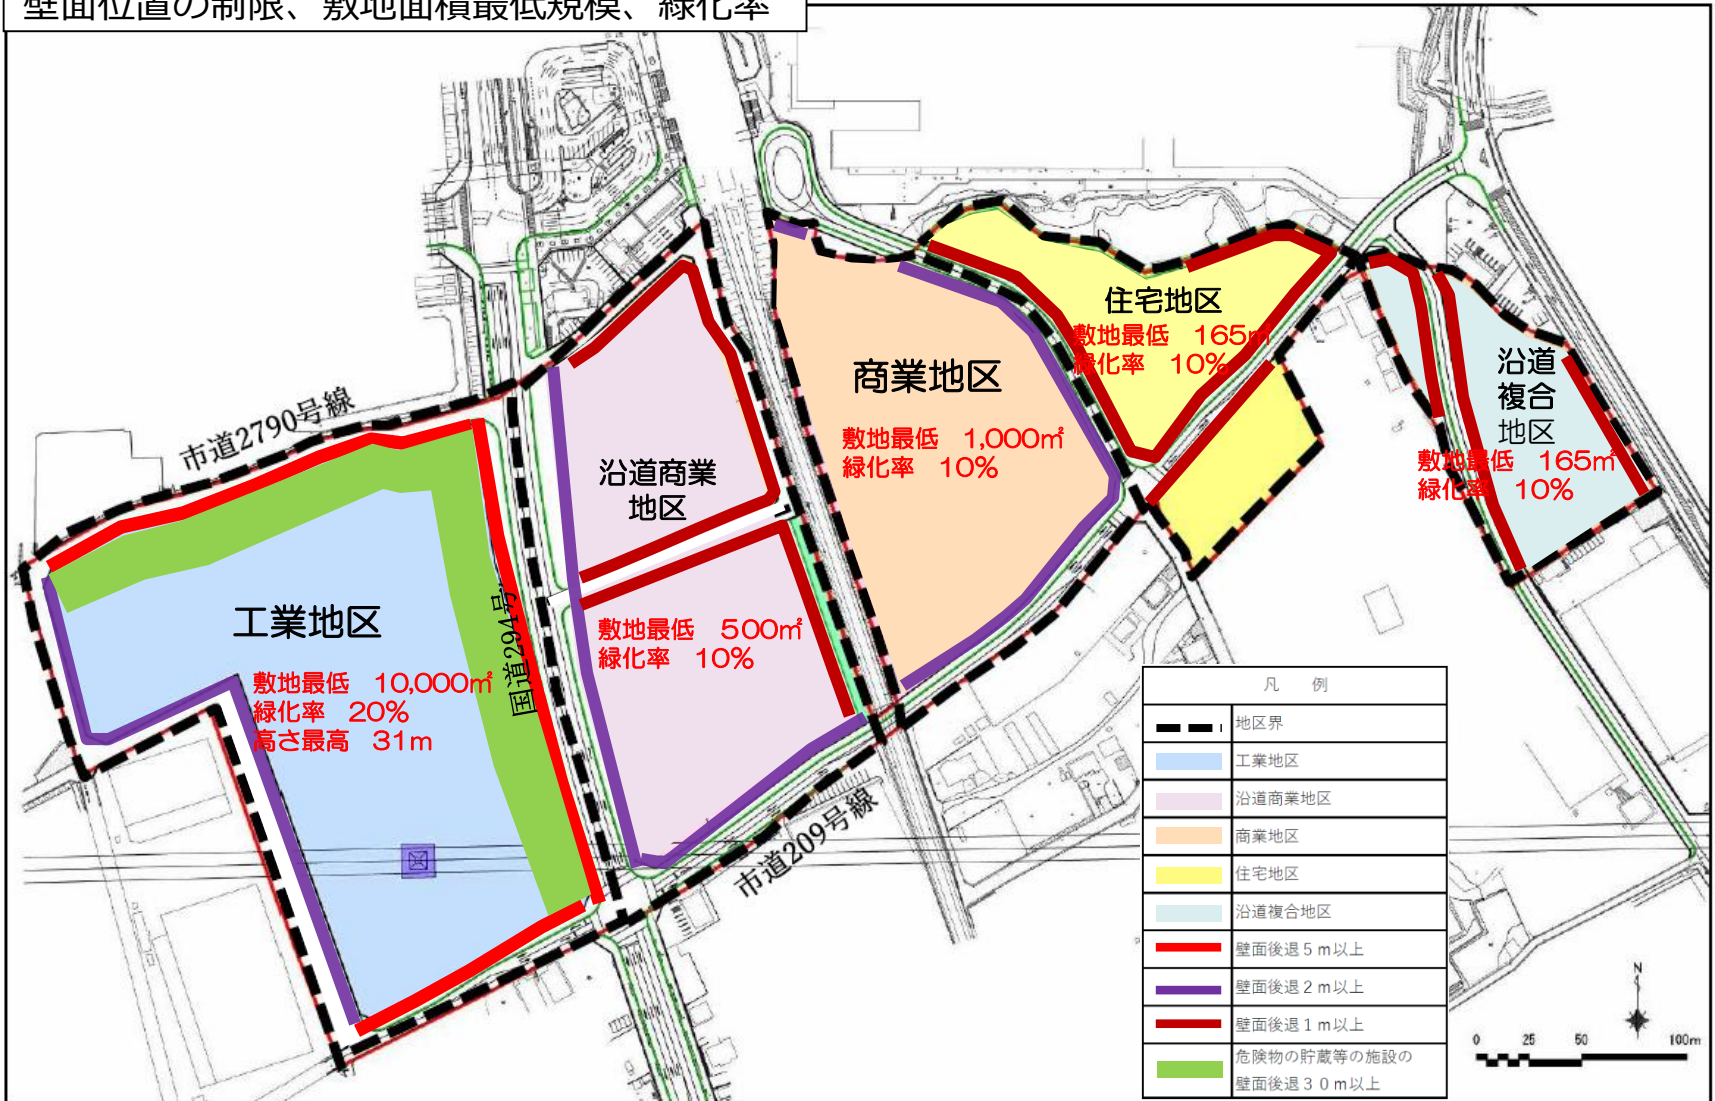 壁面位置の制限、敷地面積最低規模、緑化率
市道2790号線
国道294号
市道209号線
工業地区
敷地最低 10,000㎡
緑化率 20%
高さ最高 31m
沿道商業
地区
敷地最低 500㎡
緑化率 10%
商業地区
敷地最低 1,000㎡
緑化率 10%
住宅地区
敷地最低 165㎡
緑化率 10%
沿道
複合
地区
敷地最低 165㎡
緑化率 10%
凡 例
地区界
工業地区
沿道商業地区
商業地区
住宅地区
沿道複合地区
壁面後退５ｍ以上
壁面後退２ｍ以上
壁面後退１ｍ以上
危険物の貯蔵等の施設の
壁面後退３０ｍ以上
N
0 25 50 100m